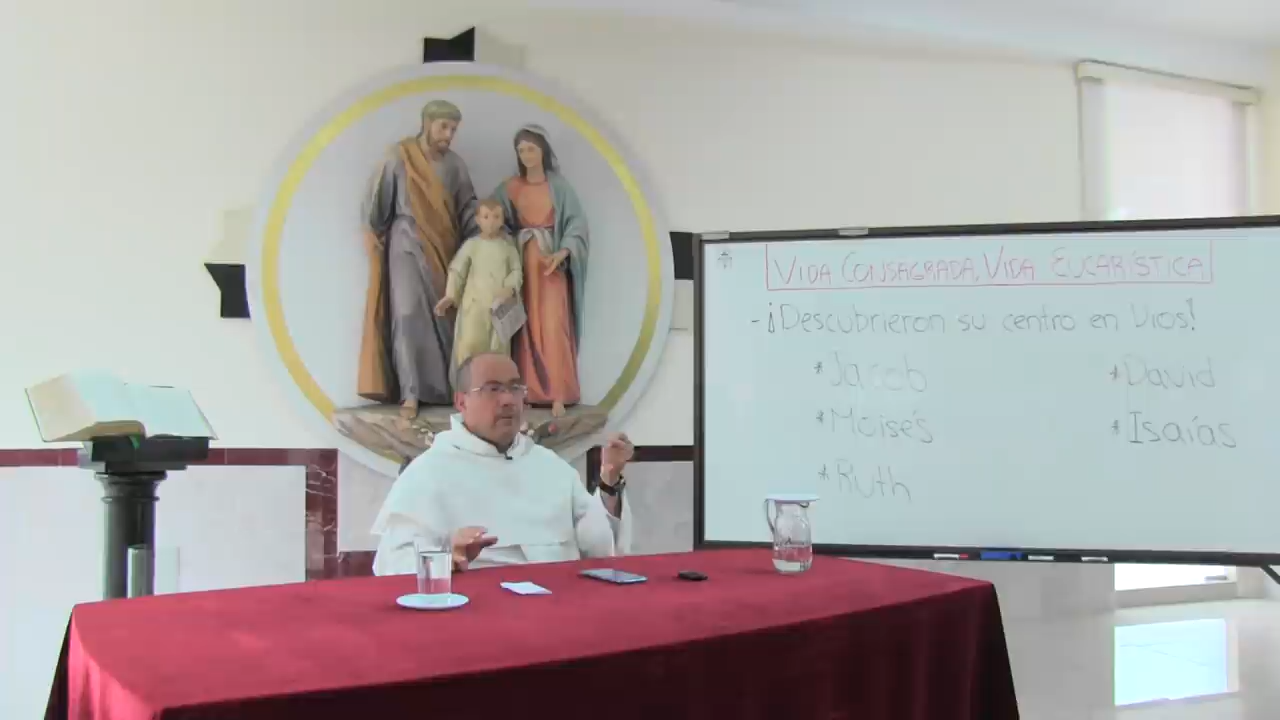 VIDA CONSAGRADA, VIDA EUCARÍSTICA
- ¡Descubrieron su centro en Dios!
* Jacob
* Moisés
* Ruth
* David
* Isaías